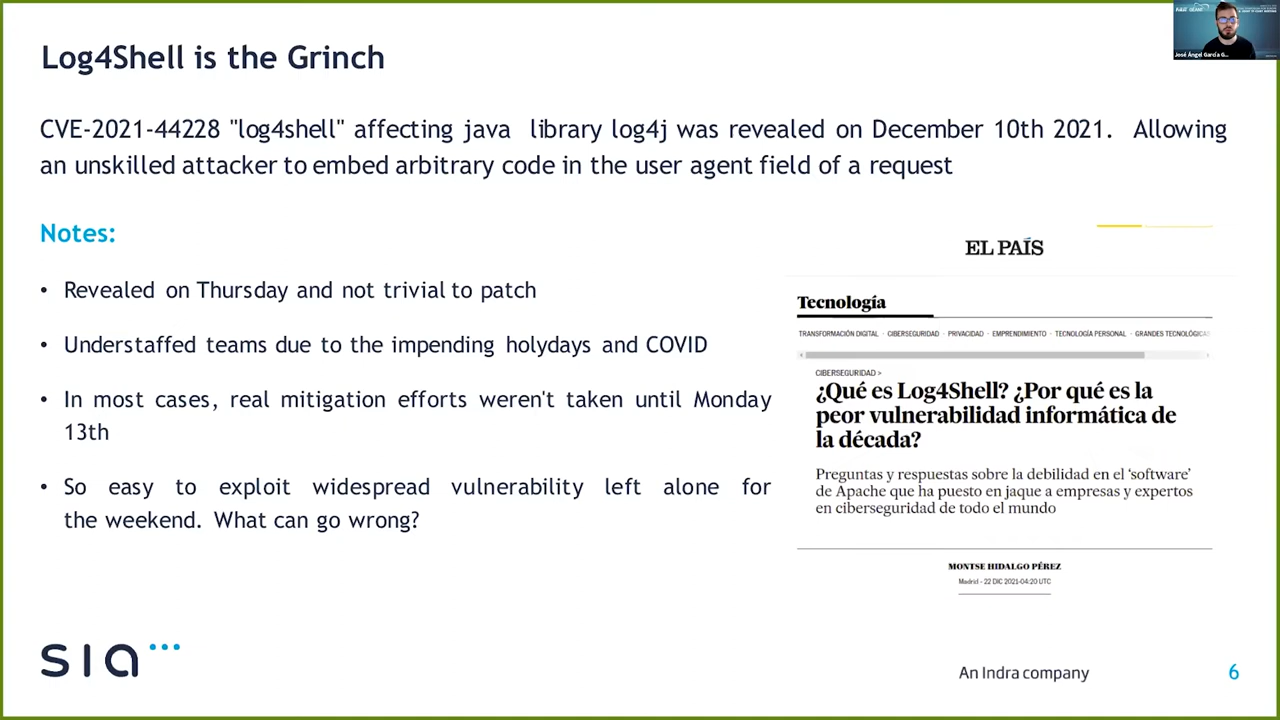 Log4Shell is the Grinch
CVE-2021-44228 "log4shell" affecting java library log4j was revealed on December 10th 2021. Allowing
an unskilled attacker to embed arbitrary code in the user agent field of a request
Notes:
• Revealed on Thursday and not trivial to patch
• Understaffed teams due to the impending holydays and COVID
• In most cases, real mitigation efforts weren't taken until Monday
13th
• So easy to exploit widespread vulnerability left alone for
the weekend. What can go wrong?
EL PAÍS
Tecnología
TRANSFORMACIÓN DIGITAL · CIBERSEGURIDAD · PRIVACIDAD · EMPRENDIMIENTO · TECNOLOGÍA PERSONAL · GRANDES TECNOLÓGICAS
CIBERSEGURIDAD >
¿Qué es Log4Shell? ¿Por qué es la
peor vulnerabilidad informática de
la década?
Preguntas y respuestas sobre la debilidad en el ‘software’
de Apache que ha puesto en jaque a empresas y expertos
en ciberseguridad de todo el mundo
MONTSE HIDALGO PÉREZ
Madrid - 22 DIC 2021-04:20 UTC
sia
An Indra company
6
José Ángel García G...